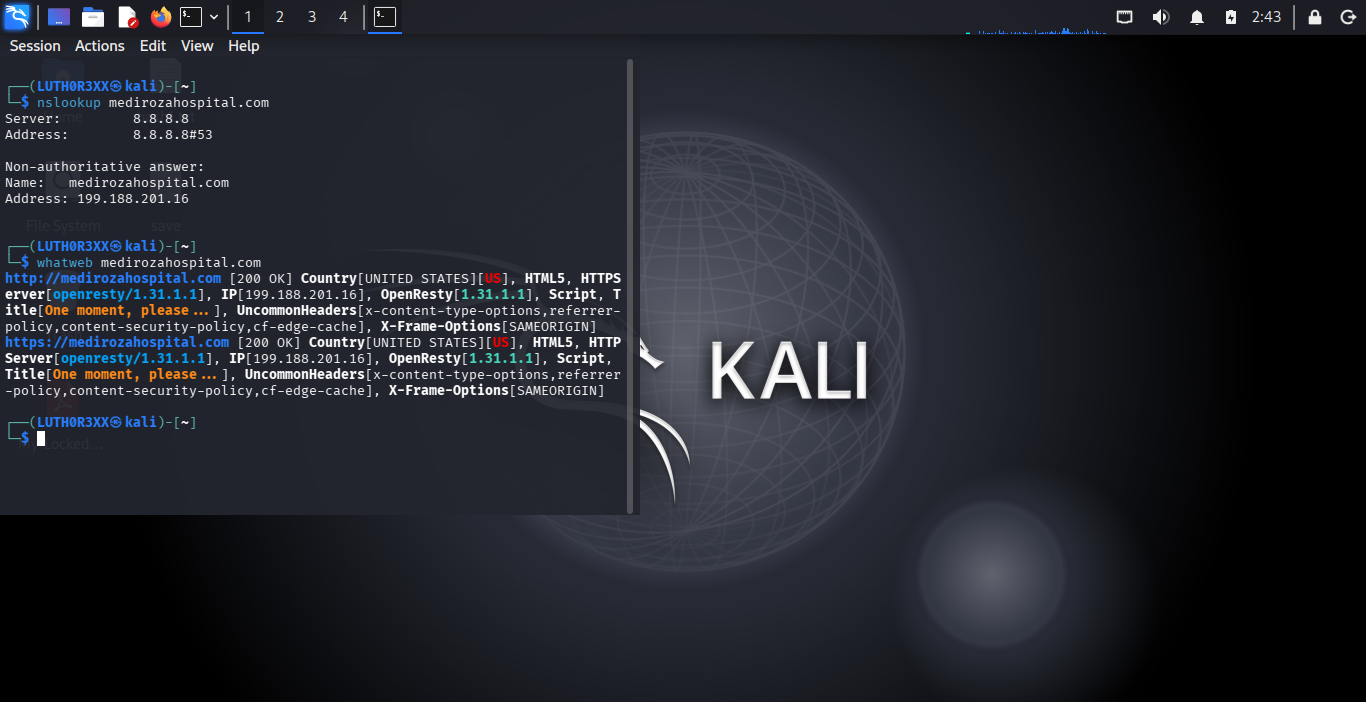 1 2 3 4 2:43
Session Actions Edit View Help
┌──(LUTH0R3XX㉿kali)-[~]
└─$ nslookup medirozahospital.com
Server: 8.8.8.8
Address: 8.8.8.8#53
Non-authoritative answer:
Name: medirozahospital.com
Address: 199.188.201.16
File System save
┌──(LUTH0R3XX㉿kali)-[~]
└─$ whatweb medirozahospital.com
http://medirozahospital.com [200 OK] Country[UNITED STATES][US], HTML5, HTTPS
erver[openresty/1.31.1.1], IP[199.188.201.16], OpenResty[1.31.1.1], Script, T
itle[One moment, please...], UncommonHeaders[x-content-type-options,referrer-
policy,content-security-policy,cf-edge-cache], X-Frame-Options[SAMEORIGIN]
https://medirozahospital.com [200 OK] Country[UNITED STATES][US], HTML5, HTTP
Server[openresty/1.31.1.1], IP[199.188.201.16], OpenResty[1.31.1.1], Script,
Title[One moment, please...], UncommonHeaders[x-content-type-options,referrer
-policy,content-security-policy,cf-edge-cache], X-Frame-Options[SAMEORIGIN]
┌──(LUTH0R3XX㉿kali)-[~]
└─$
KALI